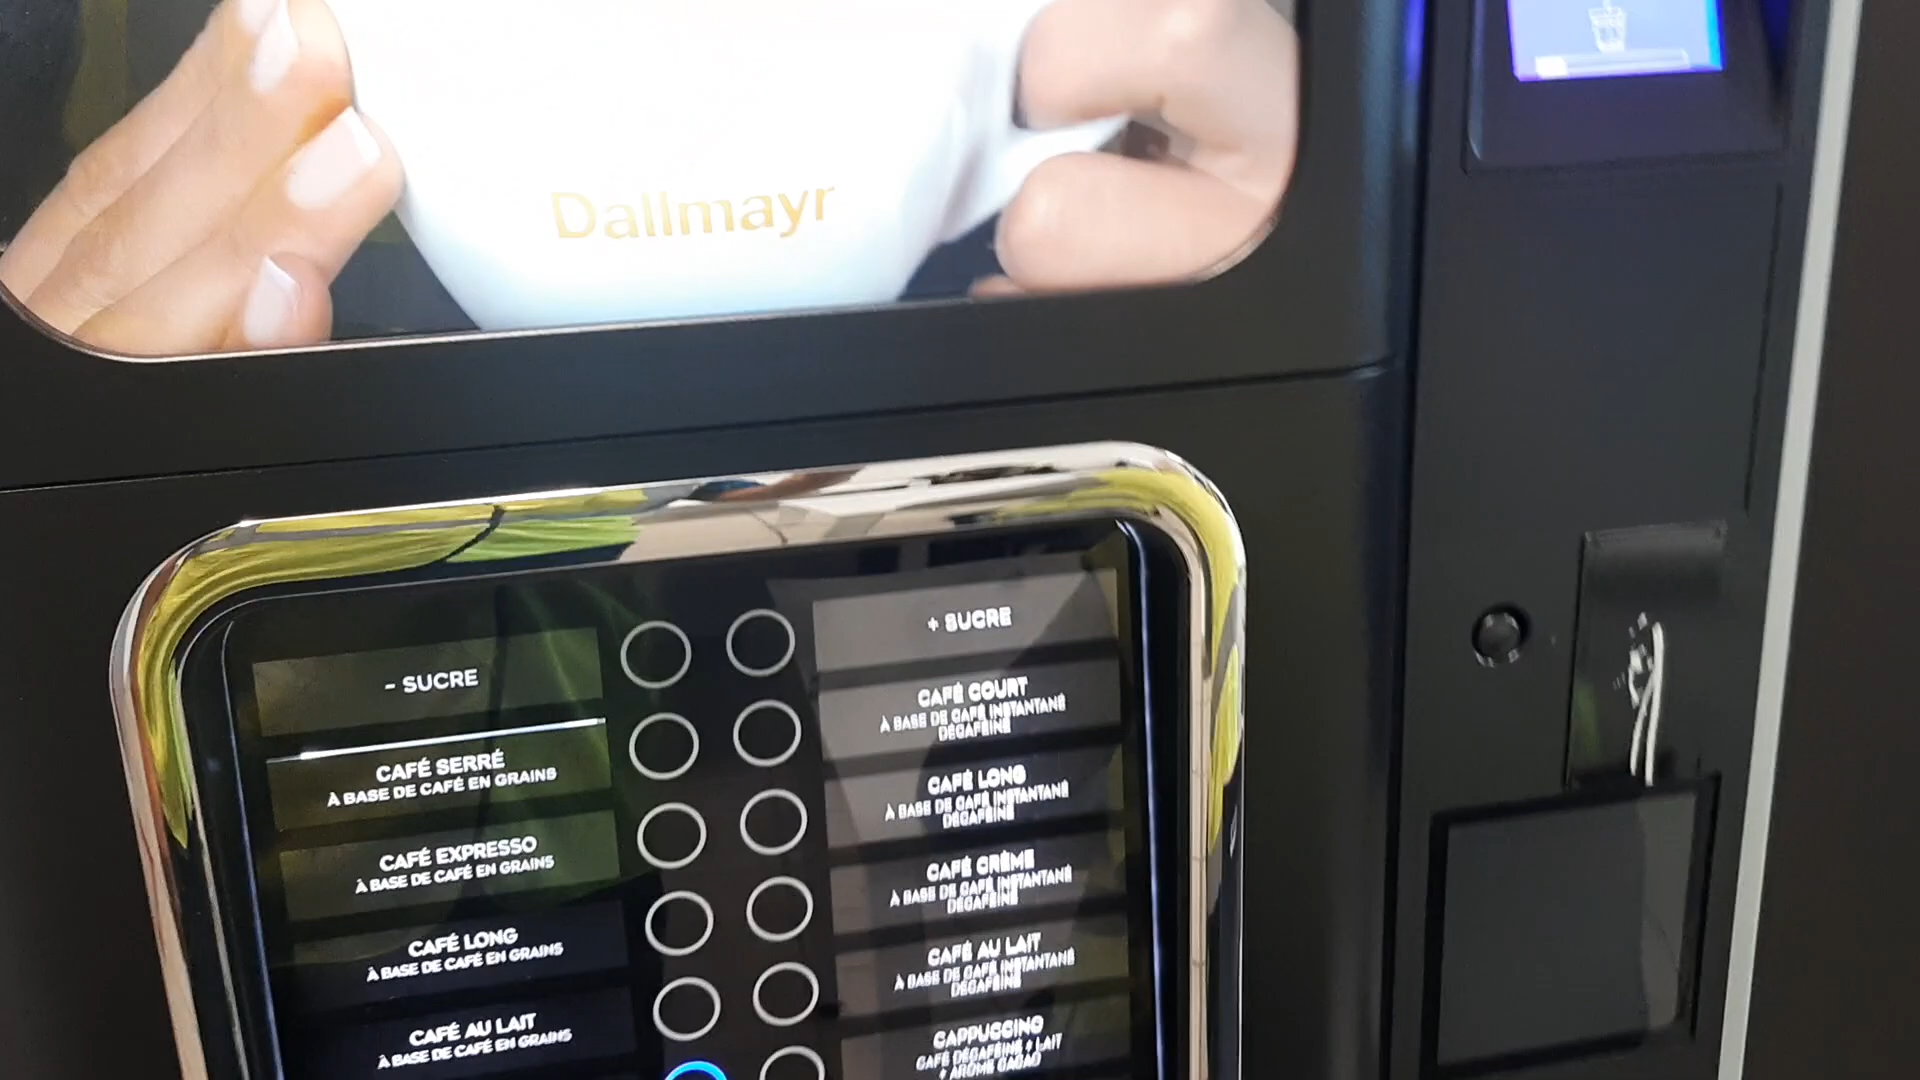 Dallmayr
- SUCRE
+ SUCRE
CAFÉ SERRÉ
À BASE DE CAFÉ EN GRAINS
CAFÉ EXPRESSO
À BASE DE CAFÉ EN GRAINS
CAFÉ LONG
À BASE DE CAFÉ EN GRAINS
CAFÉ AU LAIT
À BASE DE CAFÉ EN GRAINS
CAFÉ COURT
À BASE DE CAFÉ INSTANTANÉ
DÉCAFÉINÉ
CAFÉ LONG
À BASE DE CAFÉ INSTANTANÉ
DÉCAFÉINÉ
CAFÉ CRÈME
À BASE DE CAFÉ INSTANTANÉ
DÉCAFÉINÉ
CAFÉ AU LAIT
À BASE DE CAFÉ INSTANTANÉ
DÉCAFÉINÉ
CAPPUCCINO
CAFÉ DÉCAFÉINÉ + LAIT
+ ARÔME CACAO